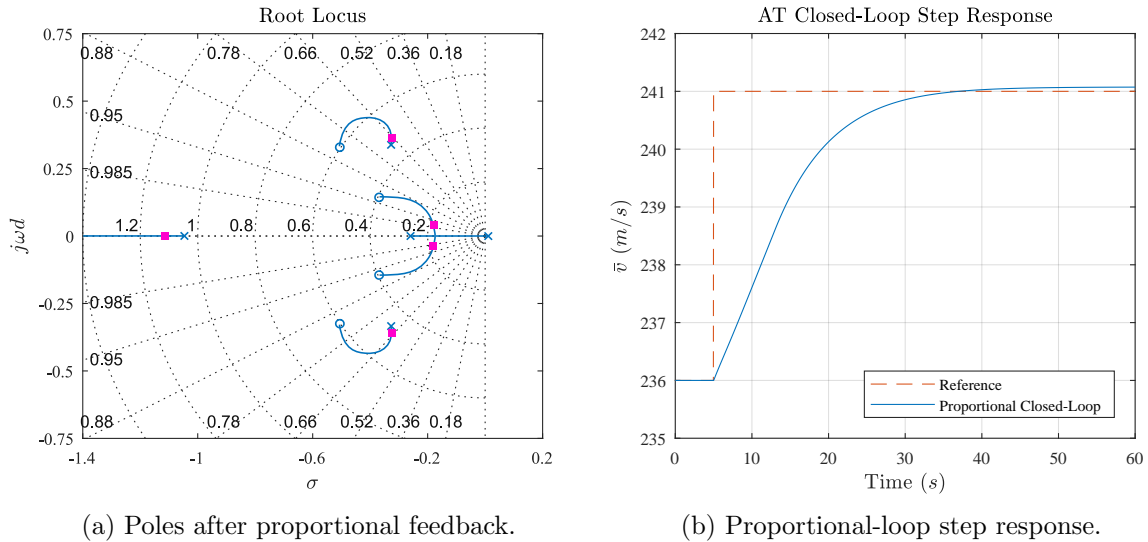 Root Locus
0.75
0.5
0.25
0
-0.25
-0.5
-0.75
jωd
0.88 0.78 0.66 0.52 0.36 0.18
0.95
0.985
1.2 1 0.8 0.6 0.4 0.2
0.985
0.95
0.88 0.78 0.66 0.52 0.36 0.18
-1.4 -1 -0.6 -0.2 0.2
σ
(a) Poles after proportional feedback.
AT Closed-Loop Step Response
242
241
240
239
238
237
236
235
v̄ (m/s)
Reference
Proportional Closed-Loop
0 10 20 30 40 50 60
Time (s)
(b) Proportional-loop step response.